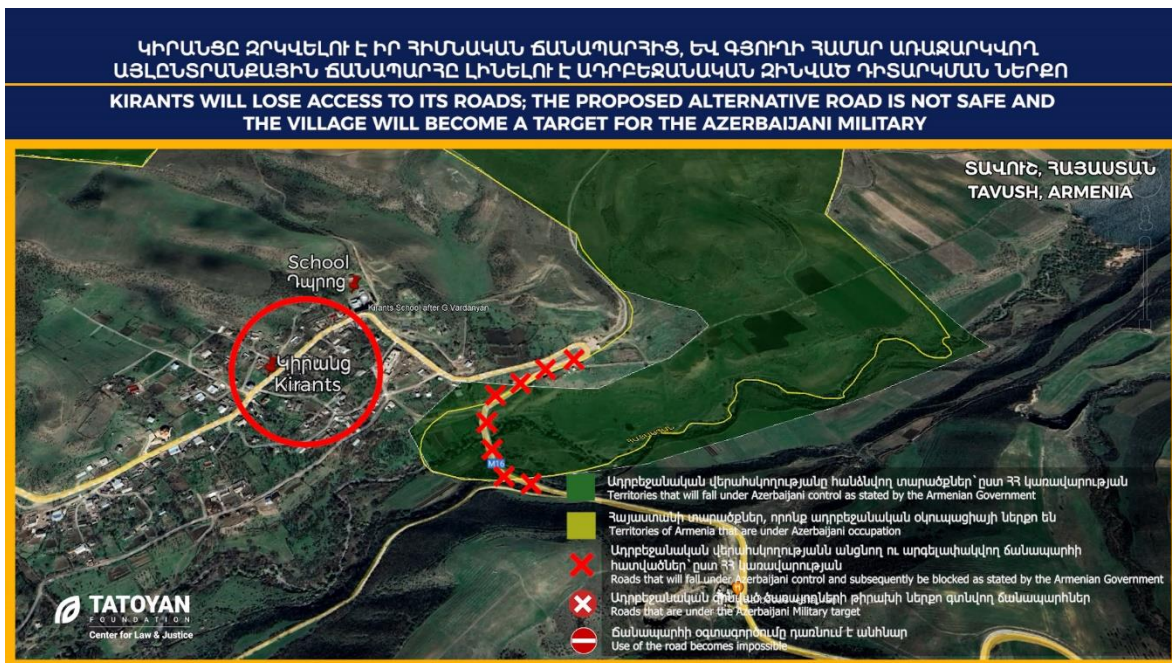 ԿԻՐԱՆՑԸ ԶՐԿՎԵԼՈՒ Է ԻՐ ՀԻՄՆԱԿԱՆ ՃԱՆԱՊԱՐՀԻՑ, ԵՎ ԳՅՈՒՂԻ ՀԱՄԱՐ ԱՌԱՋԱՐԿՎՈՂ
ԱՅԼԸՆՏՐԱՆՔԱՅԻՆ ՃԱՆԱՊԱՐՀԸ ԼԻՆԵԼՈՒ Է ԱԴՐԲԵՋԱՆԱԿԱՆ ԶԻՆՎԱԾ ԴԻՏԱՐԿՄԱՆ ՆԵՐՔՈ
KIRANTS WILL LOSE ACCESS TO ITS ROADS; THE PROPOSED ALTERNATIVE ROAD IS NOT SAFE AND
THE VILLAGE WILL BECOME A TARGET FOR THE AZERBAIJANI MILITARY
ՏԱՎՈՒՇ, ՀԱՅԱՍՏԱՆ
TAVUSH, ARMENIA
School
Դպրոց
Kirants School after G Vardanyan
Կիրանց
Kirants
M16
Ադրբեջանական վերահսկողությանը հանձնվող տարածքներ՝ ըստ ՀՀ կառավարության
Territories that will fall under Azerbaijani control as stated by the Armenian Government
Հայաստանի տարածքներ, որոնք ադրբեջանական օկուպացիայի ներքո են
Territories of Armenia that are under Azerbaijani occupation
Ադրբեջանական վերահսկողությանն անցնող ու արգելափակվող ճանապարհի
հատվածներ՝ ըստ ՀՀ կառավարության
Roads that will fall under Azerbaijani control and subsequently be blocked as stated by the Armenian Government
Ադրբեջանական զինված ծառայողների թիրախի ներքո գտնվող ճանապարհներ
Roads that are under the Azerbaijani Military target
Ճանապարհի օգտագործումը դառնում է անհնար
Use of the road becomes impossible
TATOYAN
FOUNDATION
Center for Law & Justice